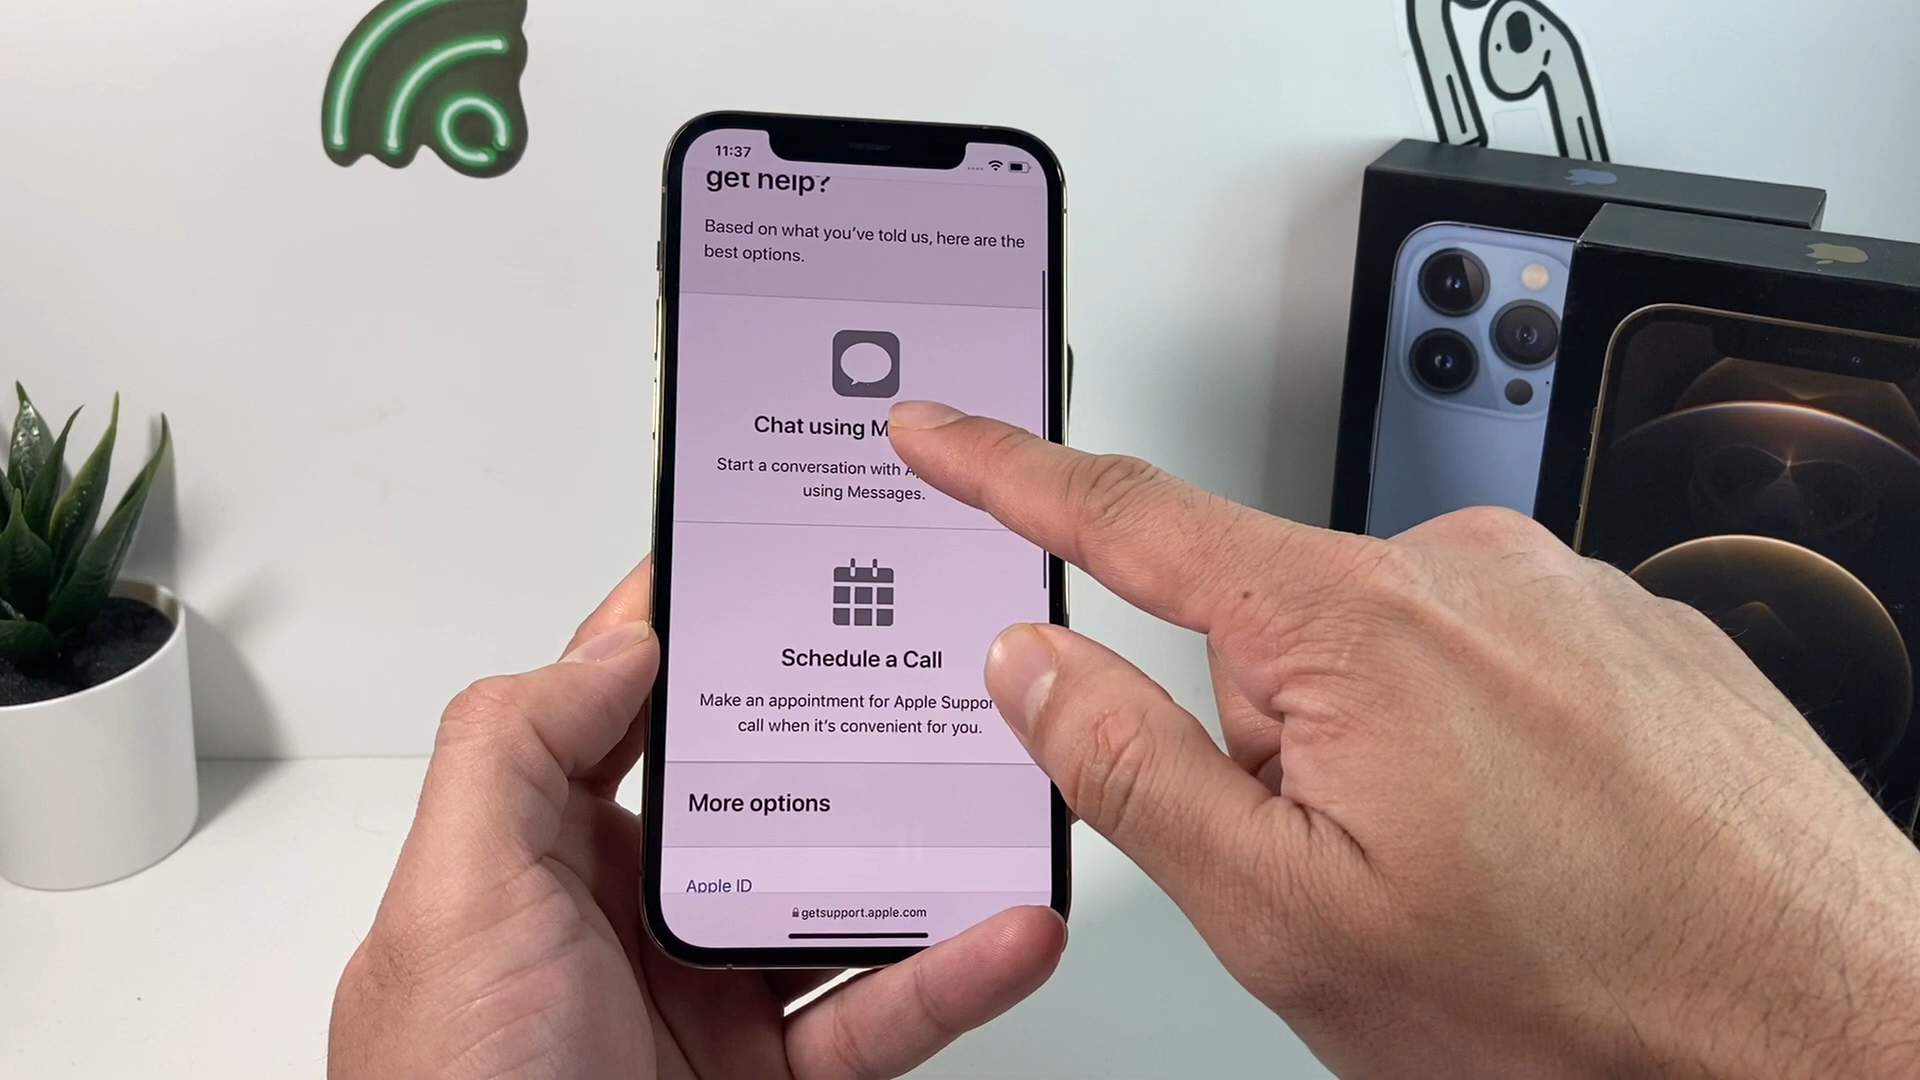 11:37
get help?
Based on what you've told us, here are the
best options.
Chat using M
Start a conversation with A
using Messages.
Schedule a Call
Make an appointment for Apple Suppor
call when it's convenient for you.
More options
Apple ID
getsupport.apple.com